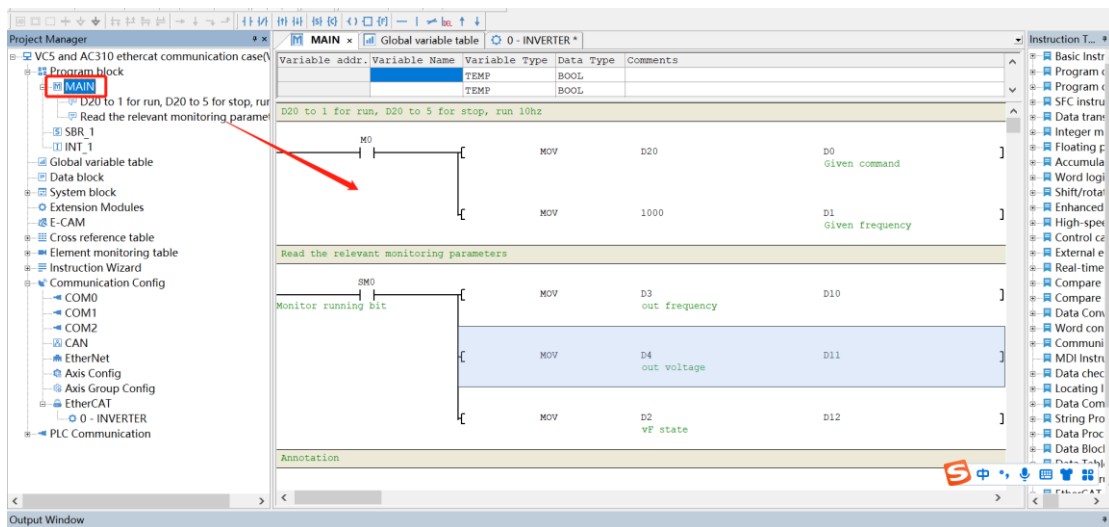 Project Manager
MAIN × Global variable table 0 - INVERTER *
Instruction T...
VC5 and AC310 ethercat communication case(\
Program block
MAIN
D20 to 1 for run, D20 to 5 for stop, rur
Read the relevant monitoring paramet
SBR_1
INT_1
Global variable table
Data block
System block
Extension Modules
E-CAM
Cross reference table
Element monitoring table
Instruction Wizard
Communication Config
COM0
COM1
COM2
CAN
EtherNet
Axis Config
Axis Group Config
EtherCAT
0 - INVERTER
PLC Communication
Variable addr. Variable Name Variable Type Data Type Comments
TEMP BOOL
TEMP BOOL
D20 to 1 for run, D20 to 5 for stop, run 10hz
M0
MOV D20 D0
Given command
MOV 1000 D1
Given frequency
Read the relevant monitoring parameters
SM0
Monitor running bit
MOV D3 D10
out frequency
MOV D4 D11
out voltage
MOV D2 D12
vF state
Annotation
Basic Instr
Program c
Program c
SFC instru
Data trans
Integer m
Floating p
Accumula
Word logi
Shift/rotat
Enhanced
High-spee
Control ca
External e
Real-time
Compare
Compare
Data Conv
Word con
Communi
MDI Instru
Data chec
Locating I
Data Com
String Pro
Data Proc
Data Block
中
Output Window